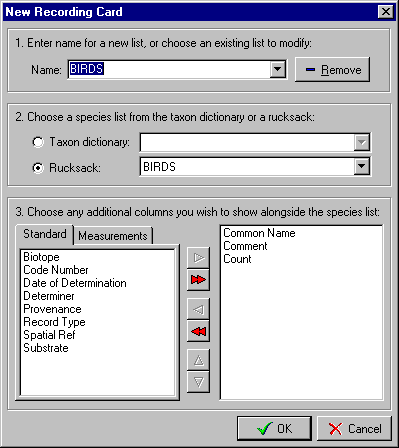 New Recording Card
1. Enter name for a new list, or choose an existing list to modify:
Name: BIRDS Remove
2. Choose a species list from the taxon dictionary or a rucksack:
Taxon dictionary:
Rucksack: BIRDS
3. Choose any additional columns you wish to show alongside the species list:
Standard Measurements
Biotope
Code Number
Date of Determination
Determiner
Provenance
Record Type
Spatial Ref
Substrate
Common Name
Comment
Count
OK Cancel